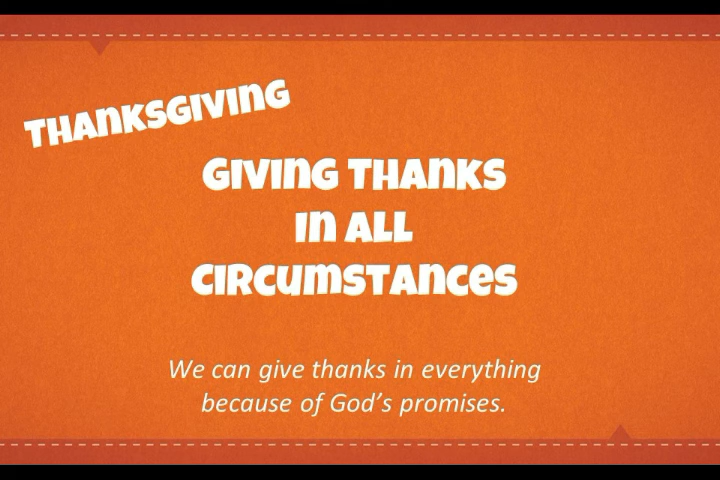 THANKSGIVING
GIVING THANKS
IN ALL
CIRCUMSTANCES
We can give thanks in everything
because of God’s promises.